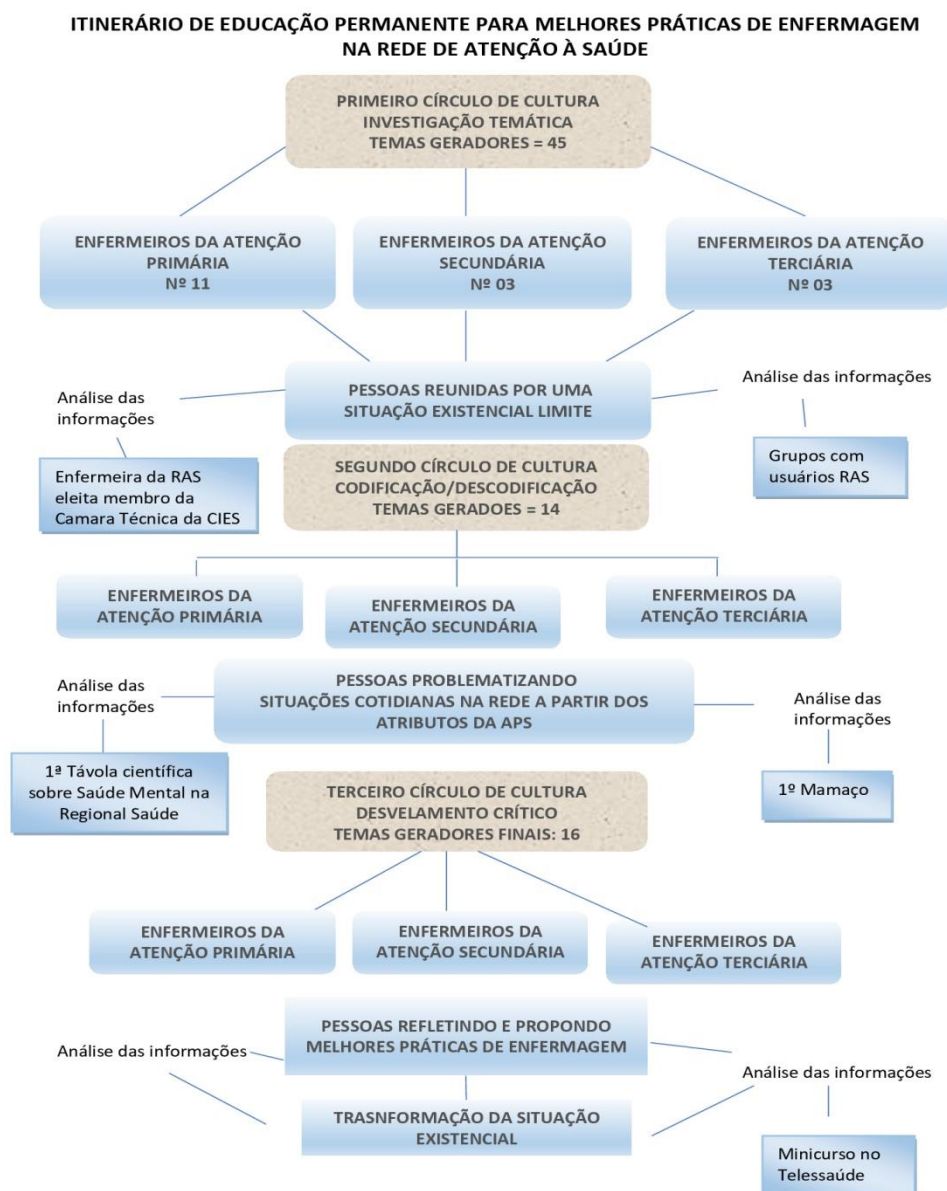 ITINERÁRIO DE EDUCAÇÃO PERMANENTE PARA MELHORES PRÁTICAS DE ENFERMAGEM
NA REDE DE ATENÇÃO À SAÚDE
PRIMEIRO CÍRCULO DE CULTURA
INVESTIGAÇÃO TEMÁTICA
TEMAS GERADORES = 45
ENFERMEIROS DA ATENÇÃO
PRIMÁRIA
Nº 11
ENFERMEIROS DA ATENÇÃO
SECUNDÁRIA
Nº 03
ENFERMEIROS DA ATENÇÃO
TERCIÁRIA
Nº 03
Análise das
informações
PESSOAS REUNIDAS POR UMA
SITUAÇÃO EXISTENCIAL LIMITE
Análise das informações
Enfermeira da RAS
eleita membro da
Camara Técnica da CIES
SEGUNDO CÍRCULO DE CULTURA
CODIFICAÇÃO/DESCODIFICAÇÃO
TEMAS GERADOES = 14
Grupos com
usuários RAS
ENFERMEIROS DA
ATENÇÃO PRIMÁRIA
ENFERMEIROS DA
ATENÇÃO SECUNDÁRIA
ENFERMEIROS DA
ATENÇÃO TERCIÁRIA
Análise das
informações
PESSOAS PROBLEMATIZANDO
SITUAÇÕES COTIDIANAS NA REDE A PARTIR DOS
ATRIBUTOS DA APS
Análise das
informações
1ª Távola científica
sobre Saúde Mental na
Regional Saúde
TERCEIRO CÍRCULO DE CULTURA
DESVELAMENTO CRÍTICO
TEMAS GERADORES FINAIS: 16
1º Mamaço
ENFERMEIROS DA
ATENÇÃO PRIMÁRIA
ENFERMEIROS DA
ATENÇÃO SECUNDÁRIA
ENFERMEIROS DA
ATENÇÃO TERCIÁRIA
Análise das informações
PESSOAS REFLETINDO E PROPONDO
MELHORES PRÁTICAS DE ENFERMAGEM
Análise das informações
TRASNFORMAÇÃO DA SITUAÇÃO
EXISTENCIAL
Minicurso no
Telessaúde